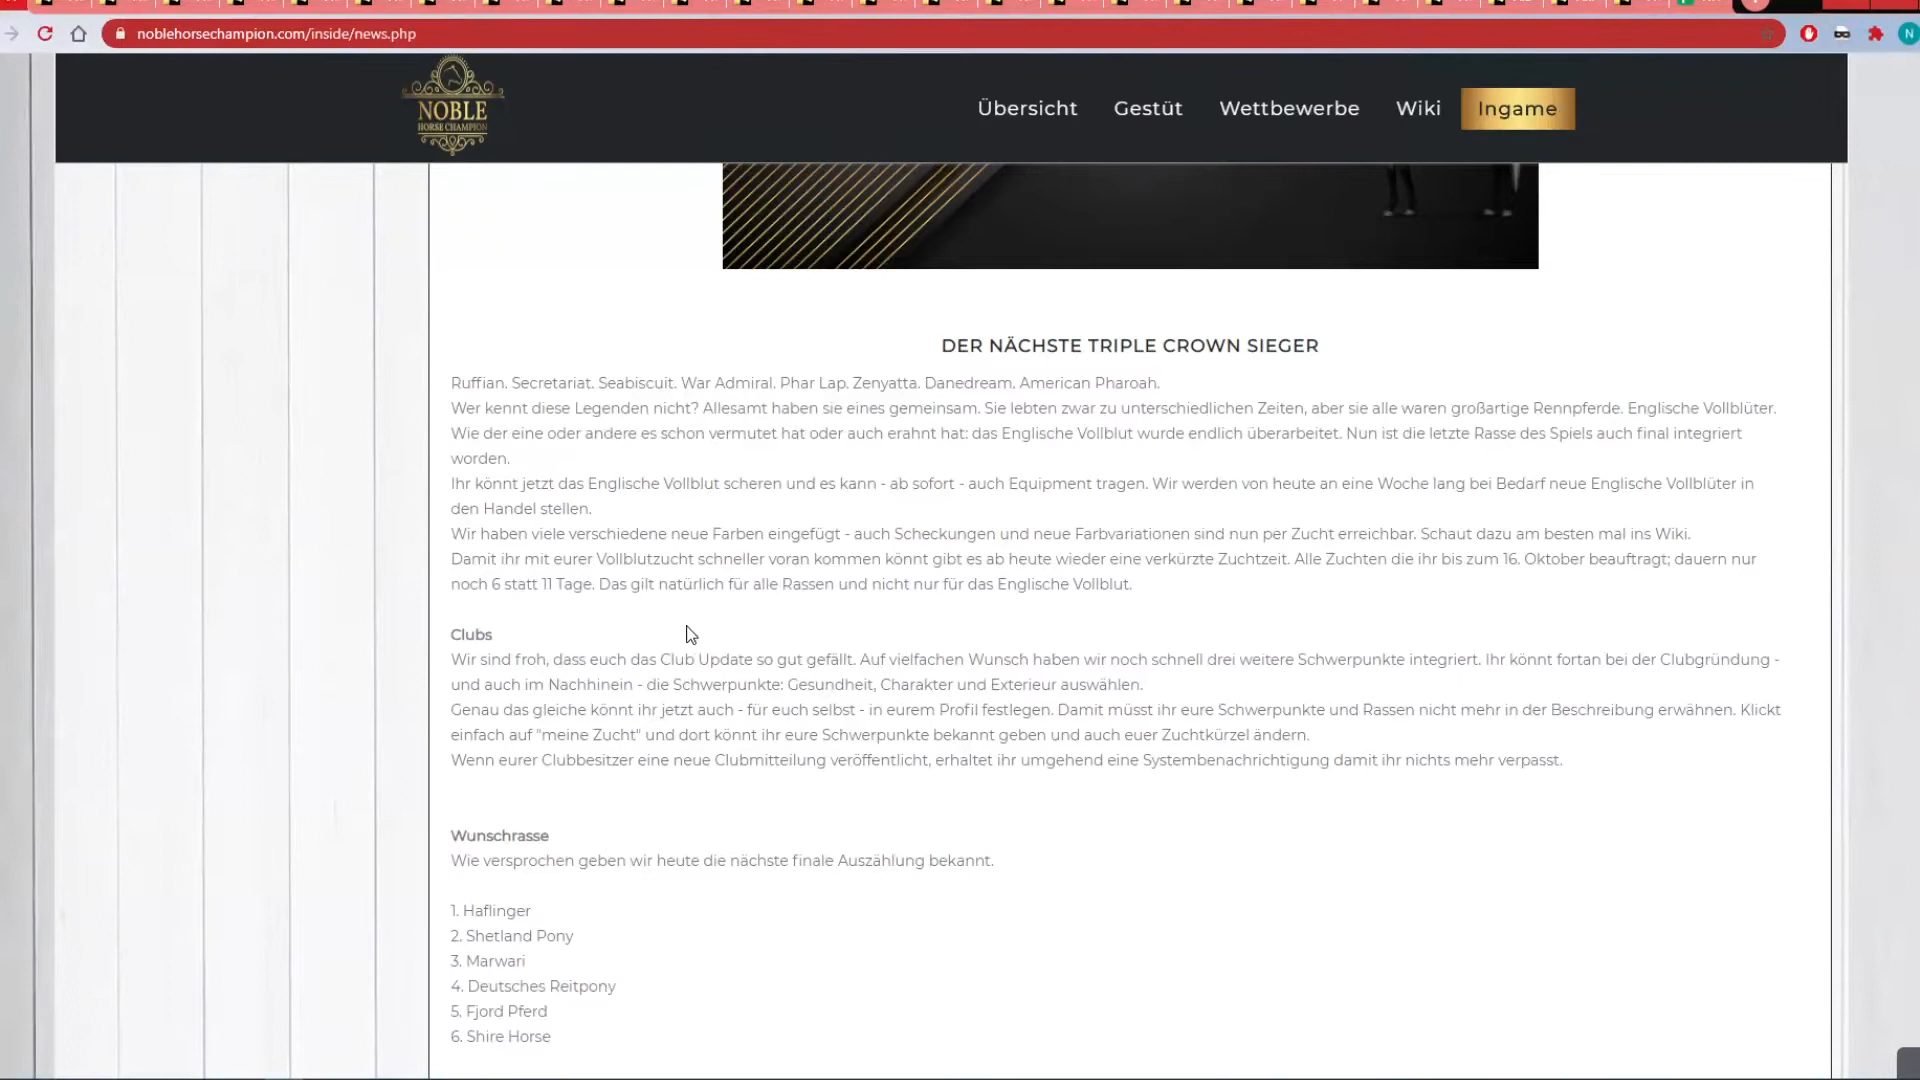 noblehorsechampion.com/inside/news.php
N
NOBLE
HORSE CHAMPION
Übersicht Gestüt Wettbewerbe Wiki Ingame
DER NÄCHSTE TRIPLE CROWN SIEGER
Ruffian. Secretariat. Seabiscuit. War Admiral. Phar Lap. Zenyatta. Danedream. American Pharoah.
Wer kennt diese Legenden nicht? Allesamt haben sie eines gemeinsam. Sie lebten zwar zu unterschiedlichen Zeiten, aber sie alle waren großartige Rennpferde. Englische Vollblüter.
Wie der eine oder andere es schon vermutet hat oder auch erahnt hat: das Englische Vollblut wurde endlich überarbeitet. Nun ist die letzte Rasse des Spiels auch final integriert
worden.
Ihr könnt jetzt das Englische Vollblut scheren und es kann - ab sofort - auch Equipment tragen. Wir werden von heute an eine Woche lang bei Bedarf neue Englische Vollblüter in
den Handel stellen.
Wir haben viele verschiedene neue Farben eingefügt - auch Scheckungen und neue Farbvariationen sind nun per Zucht erreichbar. Schaut dazu am besten mal ins Wiki.
Damit ihr mit eurer Vollblutzucht schneller voran kommen könnt gibt es ab heute wieder eine verkürzte Zuchtzeit. Alle Zuchten die ihr bis zum 16. Oktober beauftragt; dauern nur
noch 6 statt 11 Tage. Das gilt natürlich für alle Rassen und nicht nur für das Englische Vollblut.
Clubs
Wir sind froh, dass euch das Club Update so gut gefällt. Auf vielfachen Wunsch haben wir noch schnell drei weitere Schwerpunkte integriert. Ihr könnt fortan bei der Clubgründung -
und auch im Nachhinein - die Schwerpunkte: Gesundheit, Charakter und Exterieur auswählen.
Genau das gleiche könnt ihr jetzt auch - für euch selbst - in eurem Profil festlegen. Damit müsst ihr eure Schwerpunkte und Rassen nicht mehr in der Beschreibung erwähnen. Klickt
einfach auf "meine Zucht" und dort könnt ihr eure Schwerpunkte bekannt geben und auch euer Zuchtkürzel ändern.
Wenn eurer Clubbesitzer eine neue Clubmitteilung veröffentlicht, erhaltet ihr umgehend eine Systembenachrichtigung damit ihr nichts mehr verpasst.
Wunschrasse
Wie versprochen geben wir heute die nächste finale Auszählung bekannt.
1. Haflinger
2. Shetland Pony
3. Marwari
4. Deutsches Reitpony
5. Fjord Pferd
6. Shire Horse